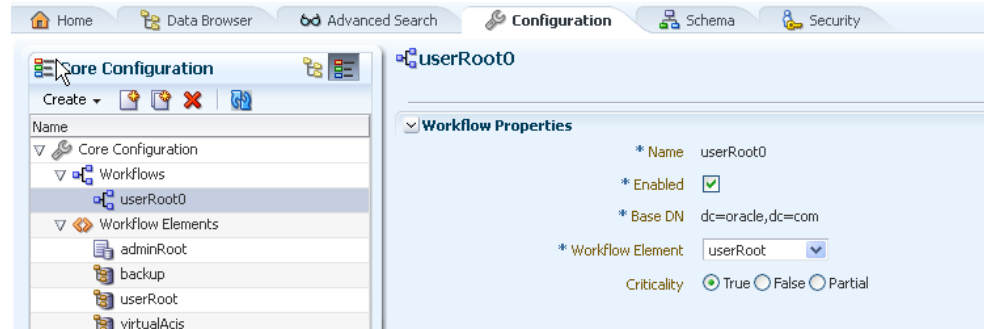 Home Data Browser Advanced Search Configuration Schema Security
Core Configuration
Create
Name
Core Configuration
Workflows
userRoot0
Workflow Elements
adminRoot
backup
userRoot
virtualAcis
userRoot0
Workflow Properties
* Name userRoot0
* Enabled
* Base DN dc=oracle,dc=com
* Workflow Element userRoot
Criticality True False Partial